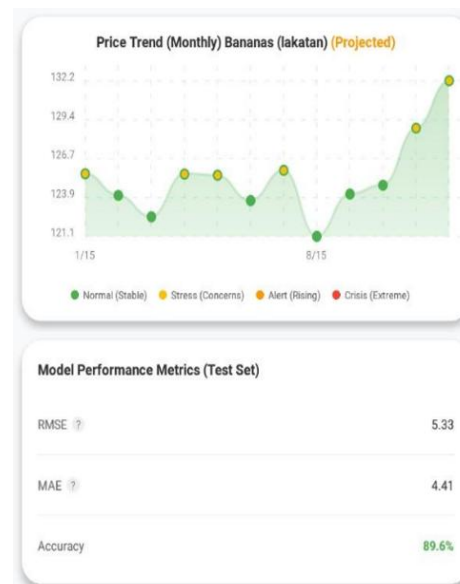 Price Trend (Monthly) Bananas (lakatan) (Projected)
132.2
129.4
126.7
123.9
121.1
1/15 8/15
Normal (Stable) Stress (Concerns) Alert (Rising) Crisis (Extreme)
Model Performance Metrics (Test Set)
RMSE ? 5.33
MAE ? 4.41
Accuracy 89.6%